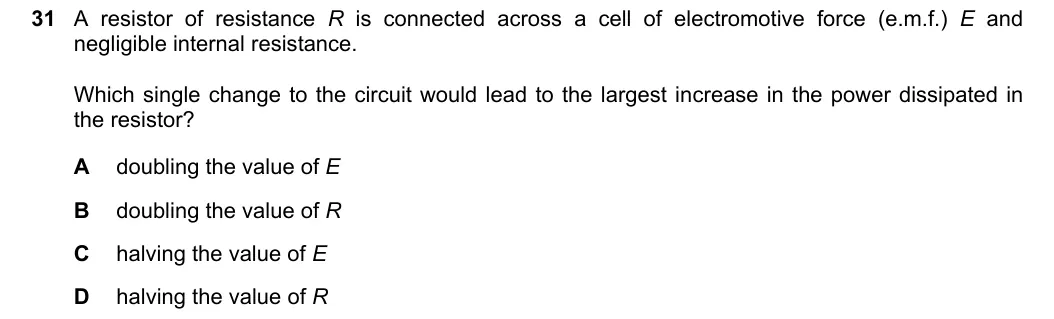 31 A resistor of resistance R is connected across a cell of electromotive force (e.m.f.) E and
negligible internal resistance.
Which single change to the circuit would lead to the largest increase in the power dissipated in
the resistor?
A doubling the value of E
B doubling the value of R
C halving the value of E
D halving the value of R